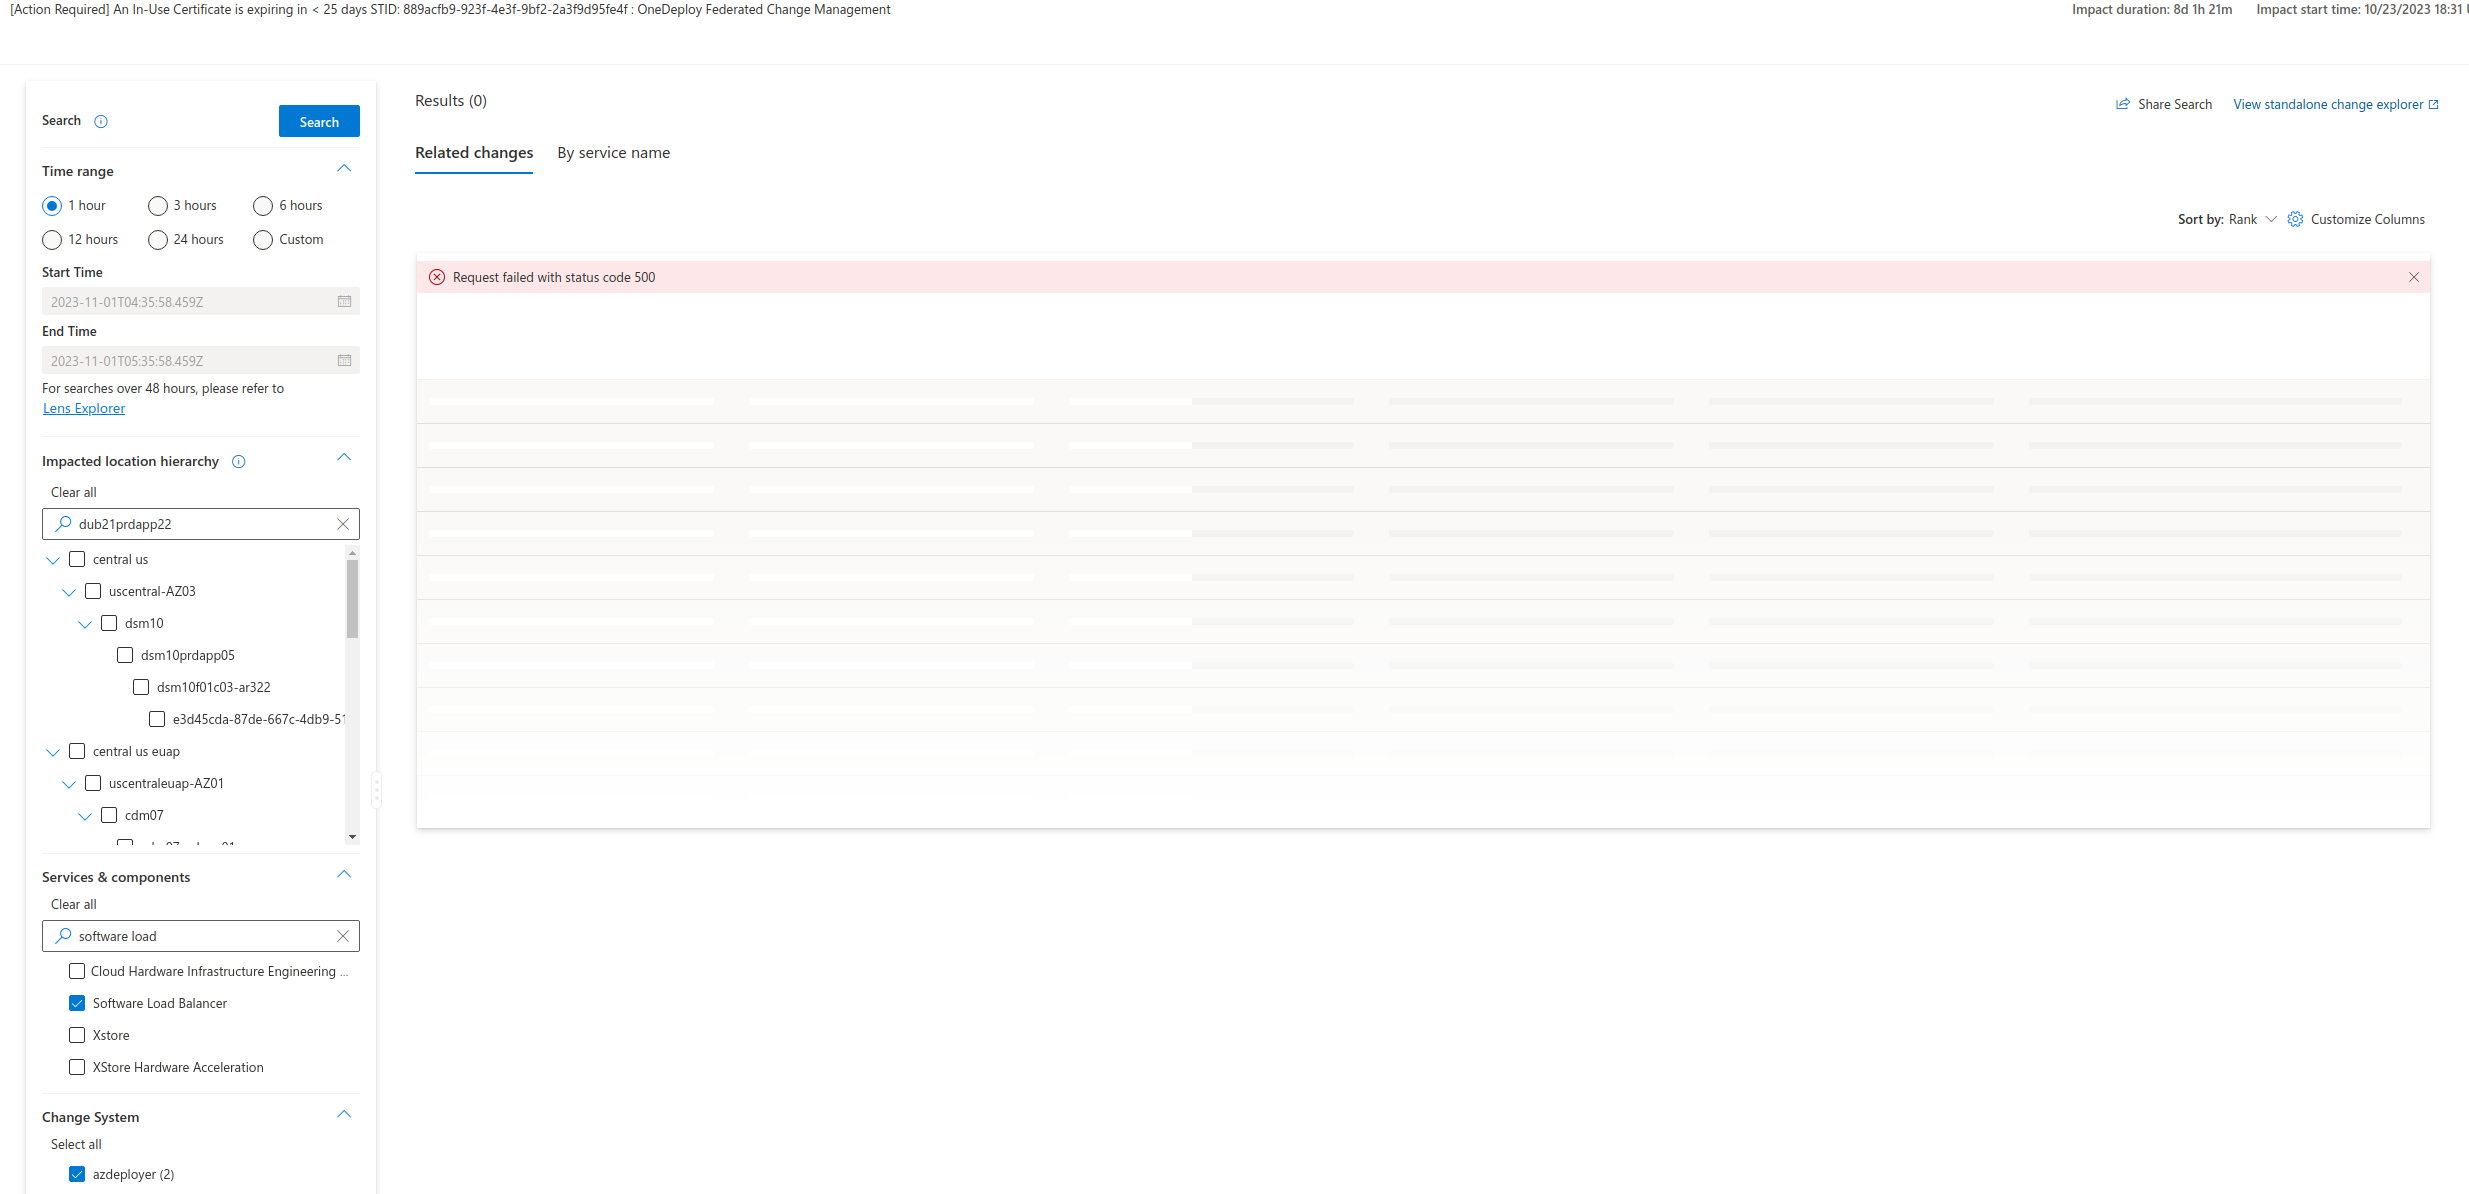 [Action Required] An In-Use Certificate is expiring in < 25 days STID: 889acfb9-923f-4e3f-9bf2-2a3f9d95fe4f : OneDeploy Federated Change Management
Impact duration: 8d 1h 21m
Impact start time: 10/23/2023 18:31
Search
Search
Time range
1 hour
3 hours
6 hours
12 hours
24 hours
Custom
Start Time
2023-11-01T04:35:58.459Z
End Time
2023-11-01T05:35:58.459Z
For searches over 48 hours, please refer to
Lens Explorer
Impacted location hierarchy
Clear all
dub21prdapp22
central us
uscentral-AZ03
dsm10
dsm10prdapp05
dsm10f01c03-ar322
e3d45cda-87de-667c-4db9-51
central us euap
uscentraleuap-AZ01
cdm07
Services & components
Clear all
software load
Cloud Hardware Infrastructure Engineering ...
Software Load Balancer
Xstore
XStore Hardware Acceleration
Change System
Select all
azdeployer (2)
Results (0)
Share Search
View standalone change explorer
Related changes
By service name
Sort by: Rank
Customize Columns
Request failed with status code 500